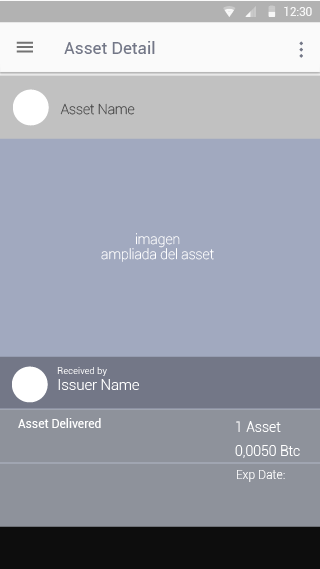 12:30
Asset Detail
Asset Name
imagen
ampliada del asset
Received by
Issuer Name
Asset Delivered
1 Asset
0,0050 Btc
Exp Date: